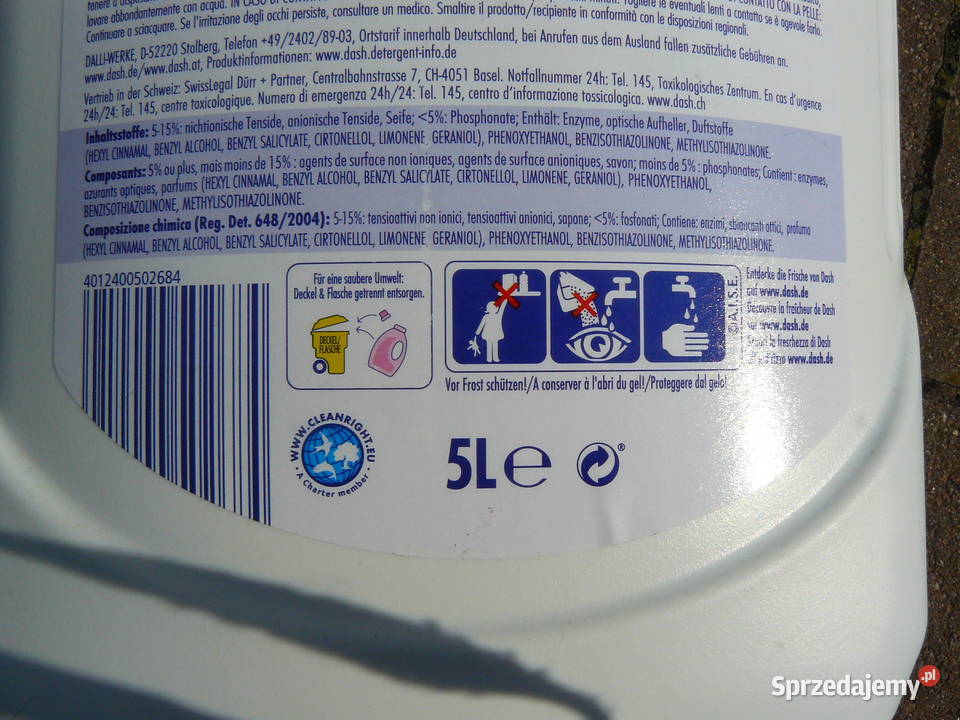 lavare abbondantemente con acqua. IN CASO DI
CONTATTO CON LA PELLE:
Continuare a sciacquare. Se l'irritazione degli occhi persiste, consultare un medico. Smaltire il prodotto/recipiente in conformità con le disposizioni regionali.
Togliere le eventuali lenti a contatto se è agevole farlo.
DALLI-WERKE, D-52220 Stolberg, Telefon +49/2402/89-03, Ortstarif innerhalb Deutschland, bei Anrufen aus dem Ausland fallen zusätzliche Gebühren an.
www.dash.de/www.dash.at, Produktinformationen: www.dash.detergent-info.de
Vertrieb in der Schweiz: SwissLegal Dürr + Partner, Centralbahnstrasse 7, CH-4051 Basel. Notfallnummer 24h: Tel. 145, Toxikologisches Zentrum. En cas d'urgence
24h/24: Tel. 145, centre toxicologique. Numero di emergenza 24h/24: Tel. 145, centro d'informazione tossicologica. www.dash.ch
Inhaltsstoffe: 5-15%: nichtionische Tenside, anionische Tenside, Seife; <5%: Phosphonate; Enthält: Enzyme, optische Aufheller, Duftstoffe
(HEXYL CINNAMAL, BENZYL ALCOHOL, BENZYL SALICYLATE, CIRTONELLOL, LIMONENE GERANIOL), PHENOXYETHANOL, BENZISOTHIAZOLINONE, METHYLISOTHIAZOLINONE.
Composants: 5% ou plus, mais moins de 15% : agents de surface non ioniques, agents de surface anioniques, savon; moins de 5% : phosphonates; Contient : enzymes,
azurants optiques, parfums (HEXYL CINNAMAL, BENZYL ALCOHOL, BENZYL SALICYLATE, CIRTONELLOL, LIMONENE, GERANIOL), PHENOXYETHANOL,
BENZISOTHIAZOLINONE, METHYLISOTHIAZOLINONE.
Composizione chimica (Reg. Det. 648/2004): 5-15%: tensioattivi non ionici, tensioattivi anionici, sapone; <5%: fosfonati; Contiene: enzimi, sbiancanti ottici, profumo
(HEXYL CINNAMAL, BENZYL ALCOHOL, BENZYL SALICYLATE, CIRTONELLOL, LIMONENE GERANIOL), PHENOXYETHANOL, BENZISOTHIAZOLINONE, METHYLISOTHIAZOLINONE.
4012400502684
Für eine saubere Umwelt:
Deckel & Flasche getrennt entsorgen.
DECKEL/
FLASCHE
© A.I.S.E.
Entdecke die Frische von Dash
auf www.dash.de
Découvre la fraîcheur de Dash
sur www.dash.de
la freschezza di Dash
www.dash.de
Vor Frost schützen!/A conserver à l'abri du gel!/Proteggere dal gelo!
WWW.CLEANRIGHT.EU
A Charter member
5L e
®
Sprzedajemy.pl